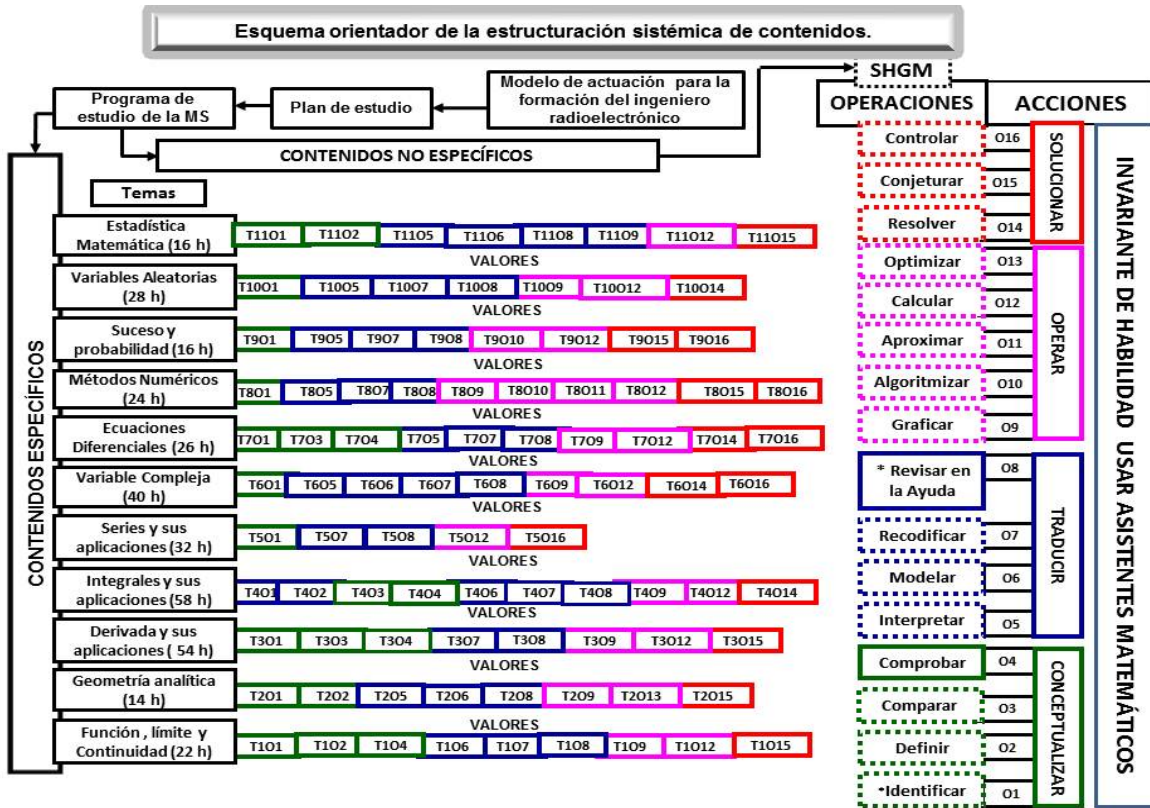 Esquema orientador de la estructuración sistémica de contenidos.
SHGM
Programa de
estudio de la MS
Plan de estudio
Modelo de actuación para la
formación del ingeniero
radioelectrónico
OPERACIONES
ACCIONES
CONTENIDOS NO ESPECÍFICOS
CONTENIDOS ESPECÍFICOS
Temas
Estadística
Matemática (16 h)
T11O1 T11O2 T11O5 T11O6 T11O8 T11O9 T11O12 T11O15
VALORES
Variables Aleatorias
(28 h)
T10O1 T10O5 T10O7 T10O8 T10O9 T10O12 T10O14
VALORES
Suceso y
probabilidad (16 h)
T9O1 T9O5 T9O7 T9O8 T9O10 T9O12 T9O15 T9O16
VALORES
Métodos Numéricos
(24 h)
T8O1 T8O5 T8O7 T8O8 T8O9 T8O10 T8O11 T8O12 T8O15 T8O16
VALORES
Ecuaciones
Diferenciales (26 h)
T7O1 T7O3 T7O4 T7O5 T7O7 T7O8 T7O9 T7O12 T7O14 T7O16
VALORES
Variable Compleja
(40 h)
T6O1 T6O5 T6O6 T6O7 T6O8 T6O9 T6O12 T6O14 T6O16
VALORES
Series y sus
aplicaciones (32 h)
T5O1 T5O7 T5O8 T5O12 T5O16
VALORES
Integrales y sus
aplicaciones (58 h)
T4O1 T4O2 T4O3 T4O4 T4O6 T4O7 T4O8 T4O9 T4O12 T4O14
VALORES
Derivada y sus
aplicaciones ( 54 h)
T3O1 T3O3 T3O4 T3O7 T3O8 T3O9 T3O12 T3O15
VALORES
Geometría analítica
(14 h)
T2O1 T2O2 T2O5 T2O6 T2O8 T2O9 T2O13 T2O15
VALORES
Función , límite y
Continuidad (22 h)
T1O1 T1O2 T1O4 T1O6 T1O7 T1O8 T1O9 T1O12 T1O15
Controlar O16
Conjeturar O15
Resolver O14
SOLUCIONAR
Optimizar O13
Calcular O12
Aproximar O11
Algoritmizar O10
Graficar O9
OPERAR
* Revisar en
la Ayuda O8
Recodificar O7
Modelar O6
Interpretar O5
TRADUCIR
Comprobar O4
Comparar O3
Definir O2
*Identificar O1
CONCEPTUALIZAR
INVARIANTE DE HABILIDAD USAR ASISTENTES MATEMÁTICOS